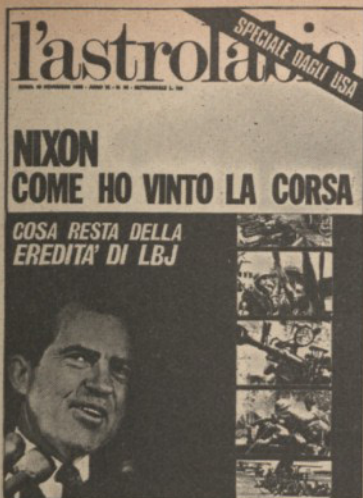 l'astrolabio
SPECIALE DAGLI USA
NIXON
COME HO VINTO LA CORSA
COSA RESTA DELLA
EREDITA' DI LBJ